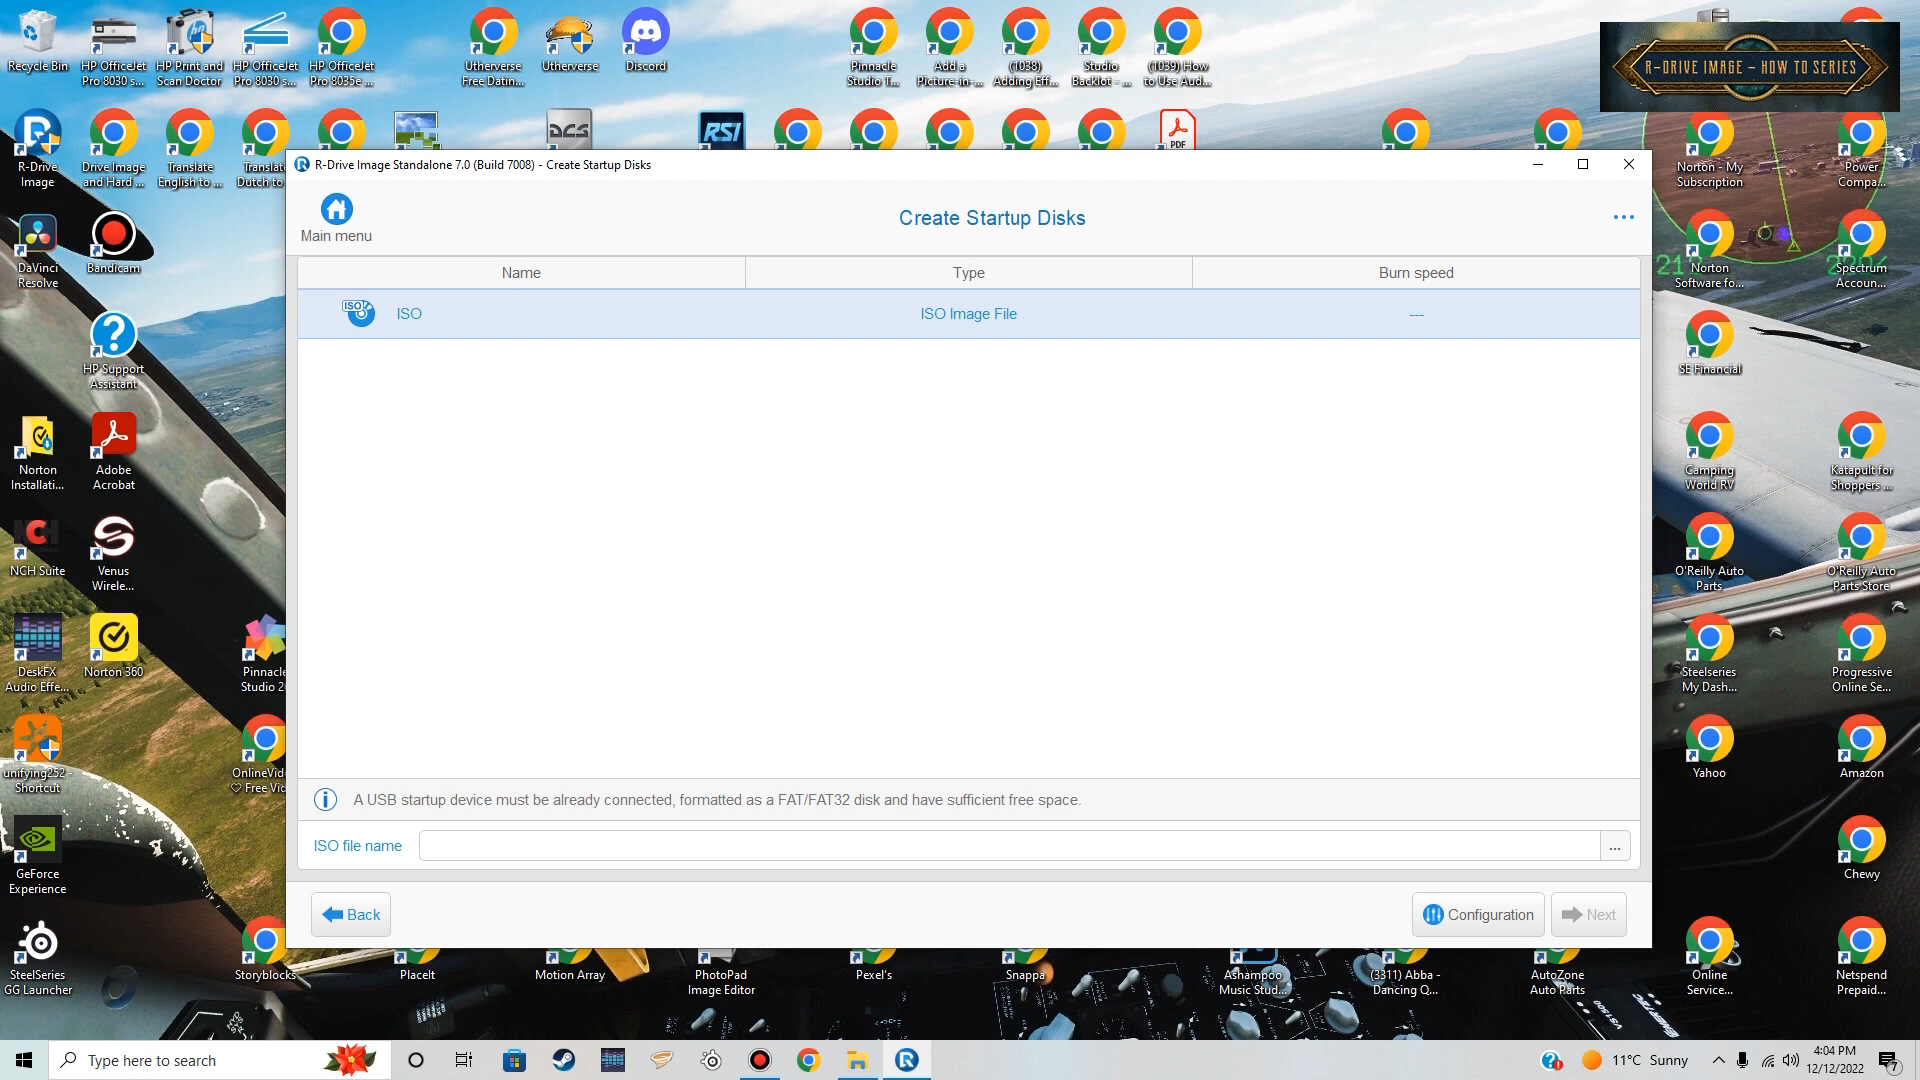 Recycle Bin
HP OfficeJet
Pro 8030 s...
HP Print and
Scan Doctor
HP OfficeJet
Pro 8030 s...
HP OfficeJet
Pro 8035e ...
Utherverse
Free Datin...
Utherverse
Discord
Pinnacle
Studio T...
Add a
Picture-in-...
(1038)
Adding Eff...
Studio
Backlot - ...
(1039) How
to Use Aud...
R-DRIVE IMAGE - HOW TO SERIES
R-Drive
Image
Drive Image
and Hard ...
Translate
English to ...
Dutch to
DCS
RSI
PDF
Norton - My
Subscription
Power
Compa...
R-Drive Image Standalone 7.0 (Build 7008) - Create Startup Disks
Main menu
Create Startup Disks
Name
Type
Burn speed
ISO
ISO
ISO Image File
---
A USB startup device must be already connected, formatted as a FAT/FAT32 disk and have sufficient free space.
ISO file name
...
Back
Configuration
Next
DaVinci
Resolve
Bandicam
HP Support
Assistant
Norton
Installati...
Adobe
Acrobat
NCH
NCH Suite
Venus
Wirele...
DeskFX
Audio Effe...
Norton 360
Pinnacle
unifying252 -
Shortcut
GeForce
Experience
SteelSeries
GG Launcher
Storyblocks
PlaceIt
Motion Array
PhotoPad
Image Editor
Pexel's
Snappa
Ashampoo
Music Stud...
(3311) Abba -
Dancing Q...
AutoZone
Auto Parts
Online
Service...
Netspend
Prepaid...
Norton
Software fo...
Spectrum
Accoun...
SE Financial
Camping
World RV
Katapult for
Shoppers ...
O'Reilly Auto
Parts
O'Reilly Auto
Parts Store
Steelseries
My Dash...
Progressive
Online Se...
Yahoo
Amazon
Chewy
Type here to search
11°C Sunny
4:04 PM
12/12/2022
7